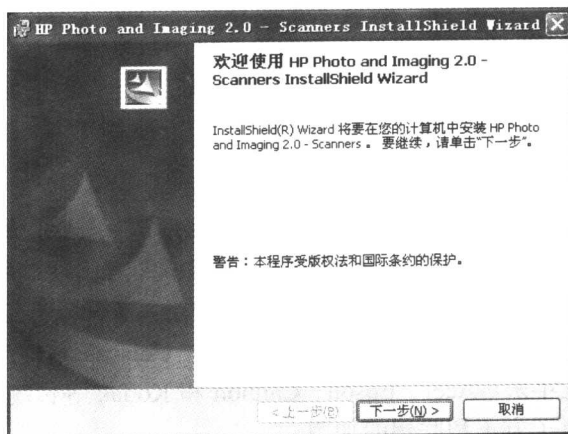 HP Photo and Imaging 2.0 - Scanners InstallShield Wizard
欢迎使用 HP Photo and Imaging 2.0 -
Scanners InstallShield Wizard
InstallShield(R) Wizard 将要在您的计算机中安装 HP Photo
and Imaging 2.0 - Scanners 。 要继续，请单击“下一步”。
警告：本程序受版权法和国际条约的保护。
< 上一步(B) 下一步(N) > 取消